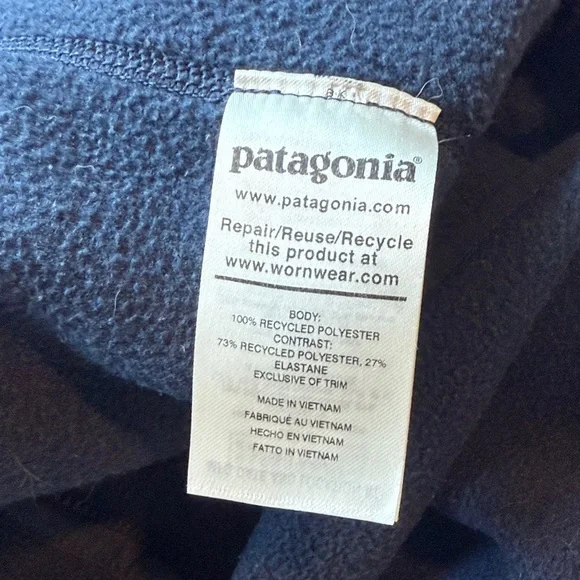 patagonia®
www.patagonia.com
Repair/Reuse/Recycle
this product at
www.wornwear.com
BODY:
100% RECYCLED POLYESTER
CONTRAST:
73% RECYCLED POLYESTER, 27%
ELASTANE
EXCLUSIVE OF TRIM
MADE IN VIETNAM
FABRIQUÉ AU VIETNAM
HECHO EN VIETNAM
FATTO IN VIETNAM